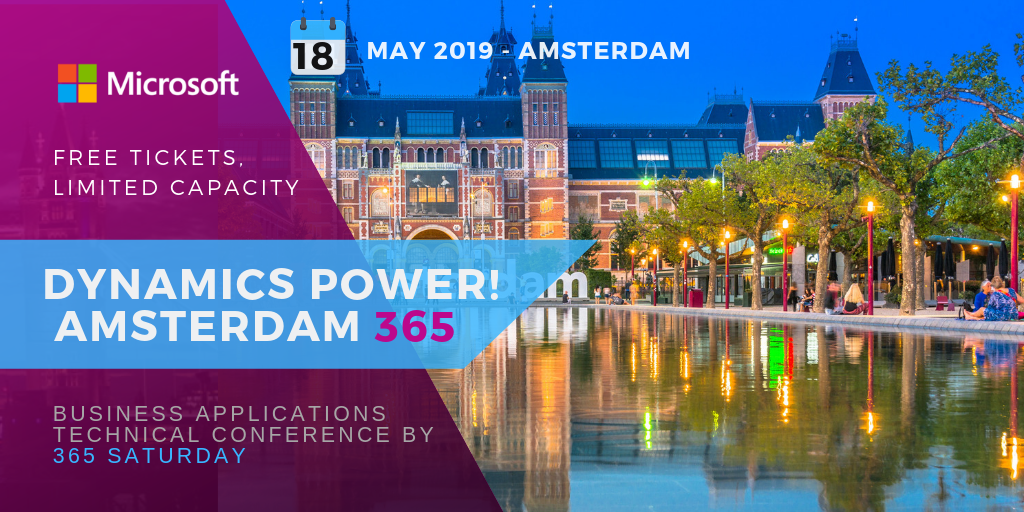 18
MAY 2019 - AMSTERDAM
Microsoft
FREE TICKETS,
LIMITED CAPACITY
DYNAMICS POWER!
AMSTERDAM 365
dam
BUSINESS APPLICATIONS
TECHNICAL CONFERENCE BY
365 SATURDAY